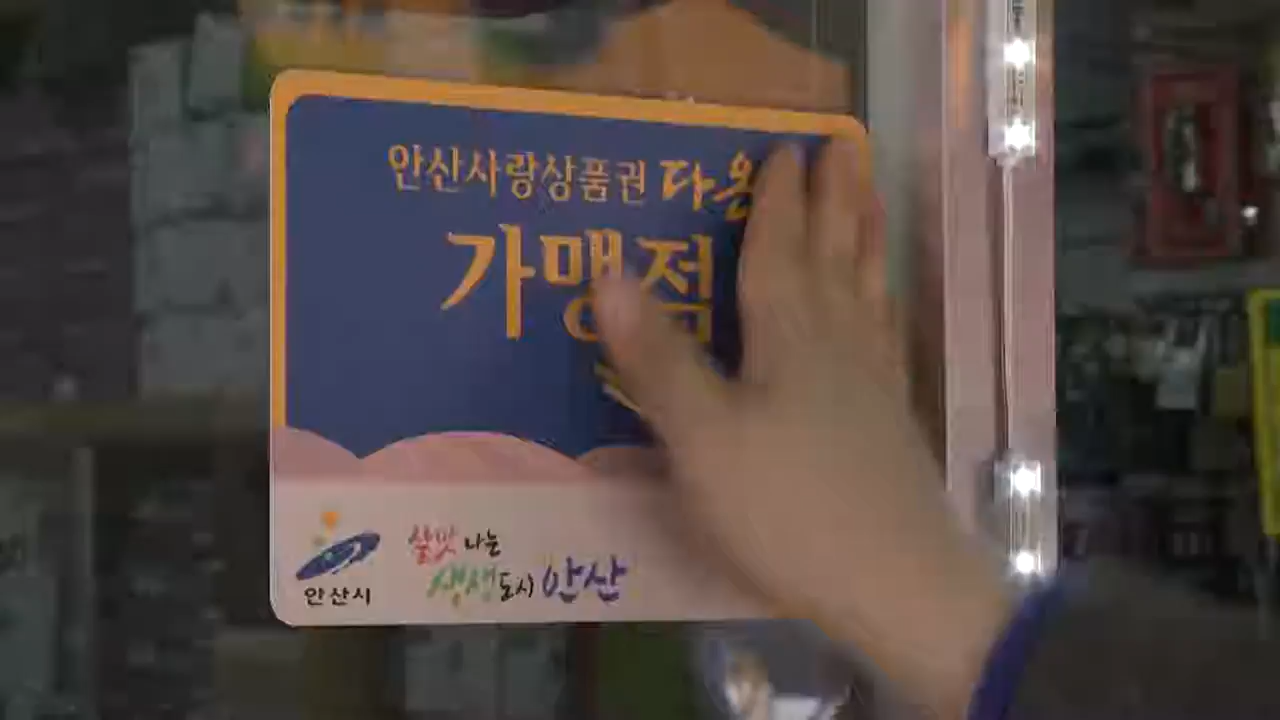 안산사랑상품권 다온
가맹점
안산시
살맛나는
생생도시 안산